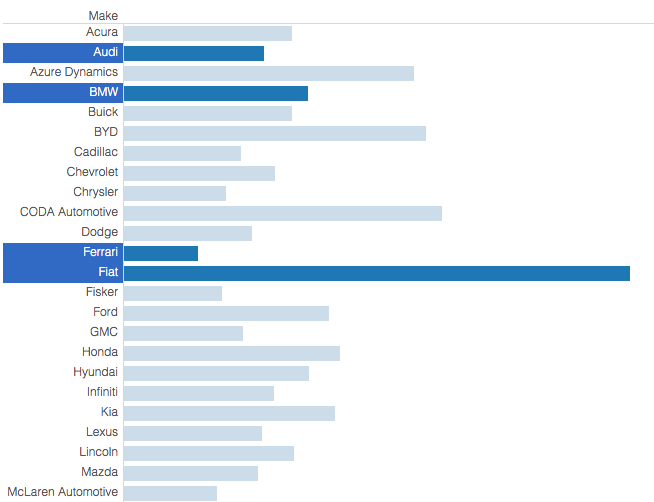 Make
Acura
Audi
Azure Dynamics
BMW
Buick
BYD
Cadillac
Chevrolet
Chrysler
CODA Automotive
Dodge
Ferrari
Fiat
Fisker
Ford
GMC
Honda
Hyundai
Infiniti
Kia
Lexus
Lincoln
Mazda
McLaren Automotive